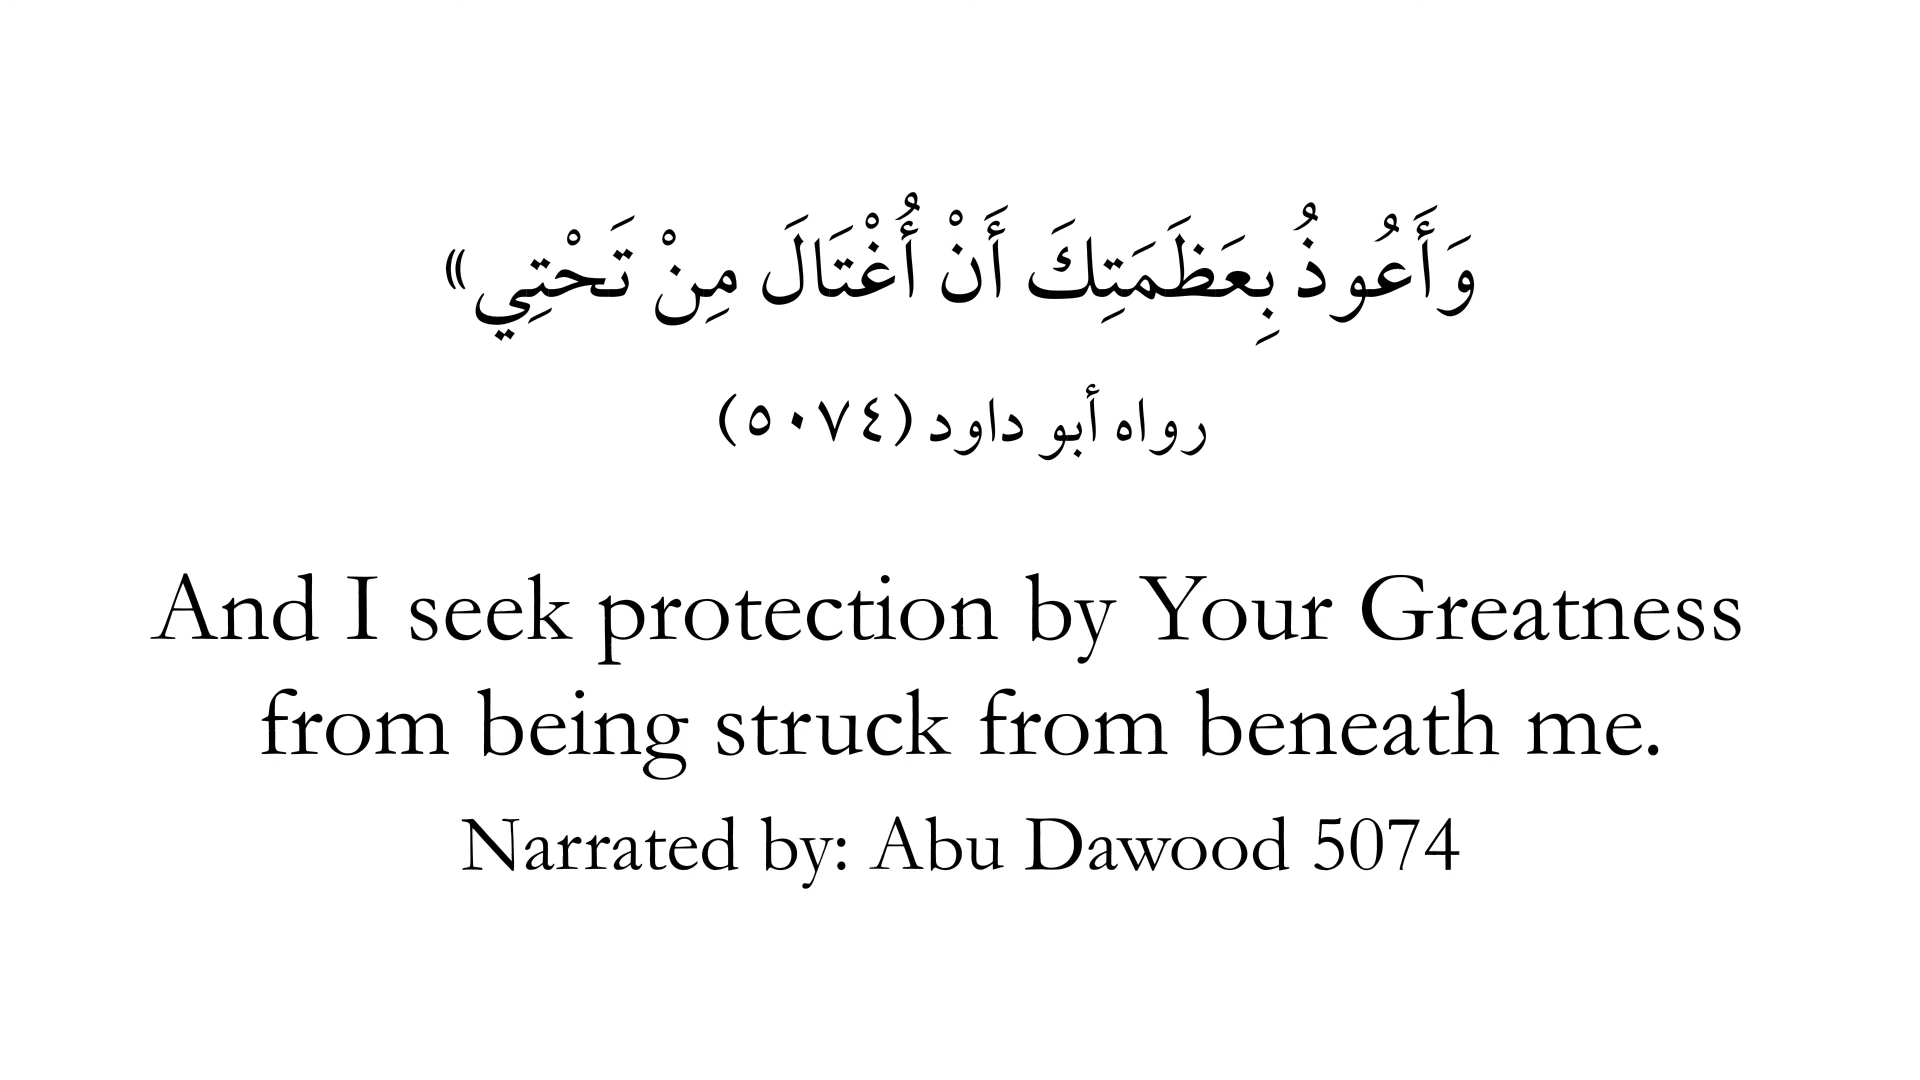 وَأَعُوذُ بِعَظَمَتِكَ أَنْ أُغْتَالَ مِنْ تَحْتِي»
رواه أبو داود (٥٠٧٤)
And I seek protection by Your Greatness
from being struck from beneath me.
Narrated by: Abu Dawood 5074